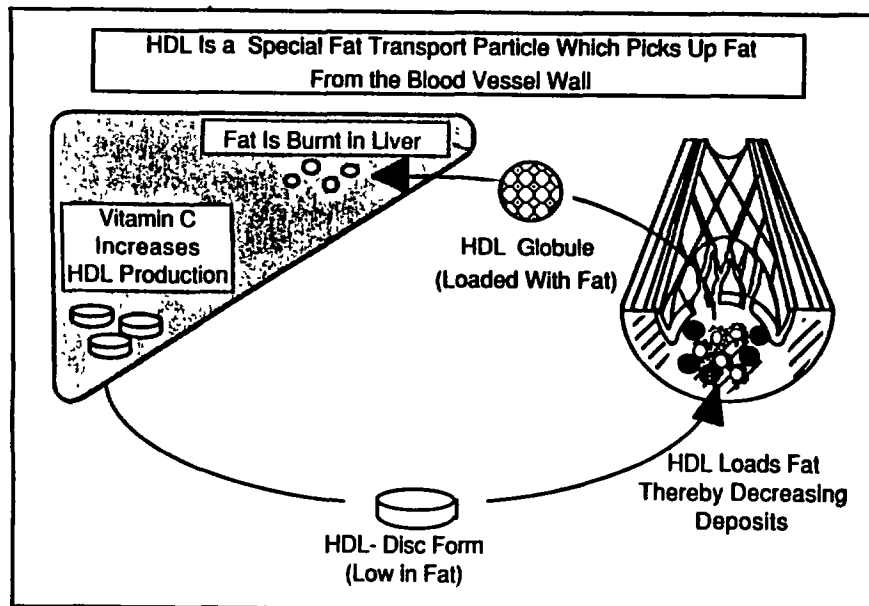 HDL Is a Special Fat Transport Particle Which Picks Up Fat
From the Blood Vessel Wall
Fat Is Burnt in Liver
Vitamin C
Increases
HDL Production
HDL Globule
(Loaded With Fat)
HDL Loads Fat
Thereby Decreasing
Deposits
HDL- Disc Form
(Low in Fat)